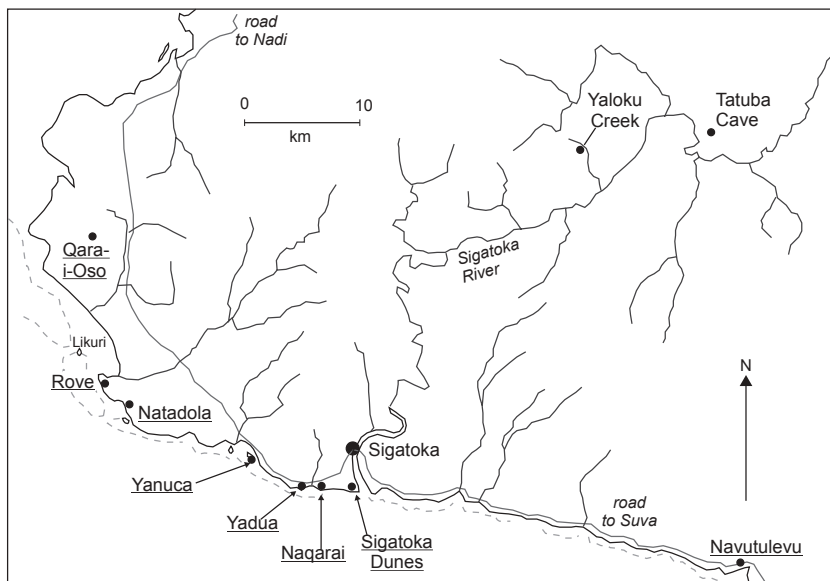 road
to Nadi
0
10
km
Yaloku
Creek
Tatuba
Cave
Qara-
i-Oso
Sigatoka
River
Likuri
N
Rove
Natadola
Sigatoka
Yanuca
Yadua
Naqarai
Sigatoka
Dunes
road
to Suva
Navutulevu